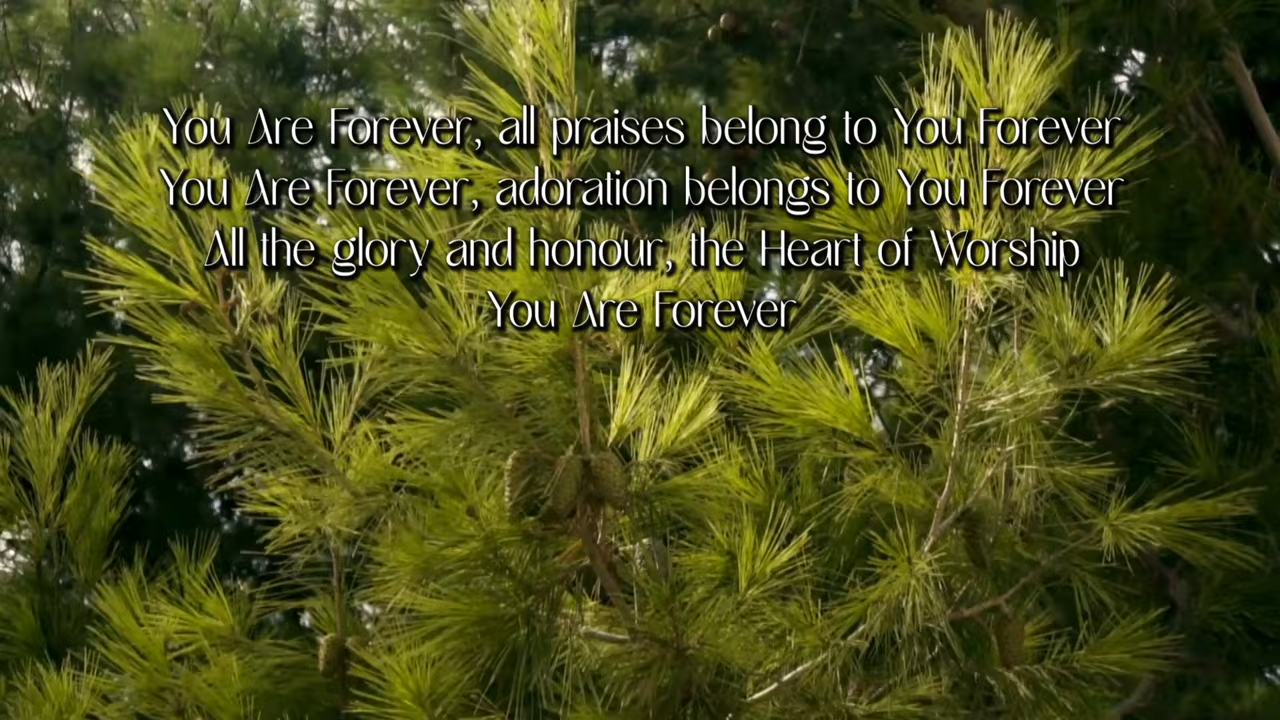 You Are Forever, all praises belong to You Forever
You Are Forever, adoration belongs to You Forever
All the glory and honour, the Heart of Worship
You Are Forever